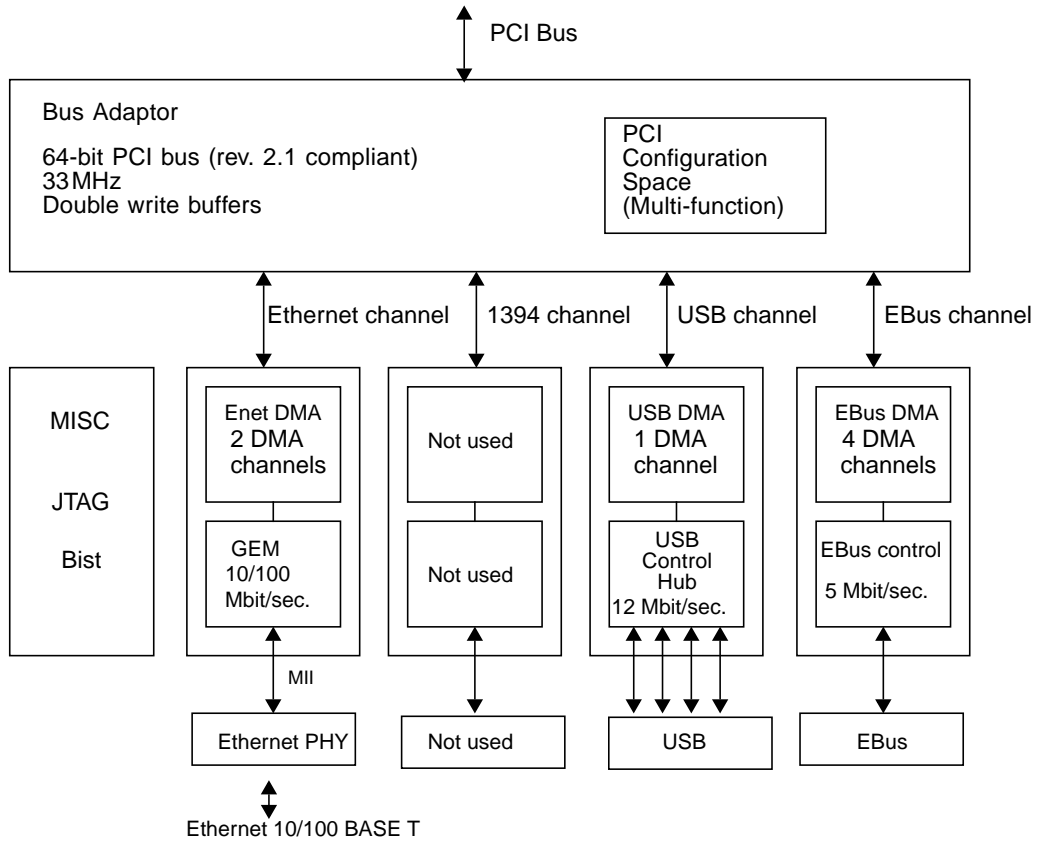 PCI Bus
Bus Adaptor
64-bit PCI bus (rev. 2.1 compliant)
33MHz
Double write buffers
PCI
Configuration
Space
(Multi-function)
Ethernet channel
1394 channel
USB channel
EBus channel
MISC
JTAG
Bist
Enet DMA
2 DMA
channels
GEM
10/100
Mbit/sec.
MII
Ethernet PHY
Ethernet 10/100 BASE T
Not used
Not used
Not used
USB DMA
1 DMA
channel
USB
Control
Hub
12 Mbit/sec.
USB
EBus DMA
4 DMA
channels
EBus control
5 Mbit/sec.
EBus